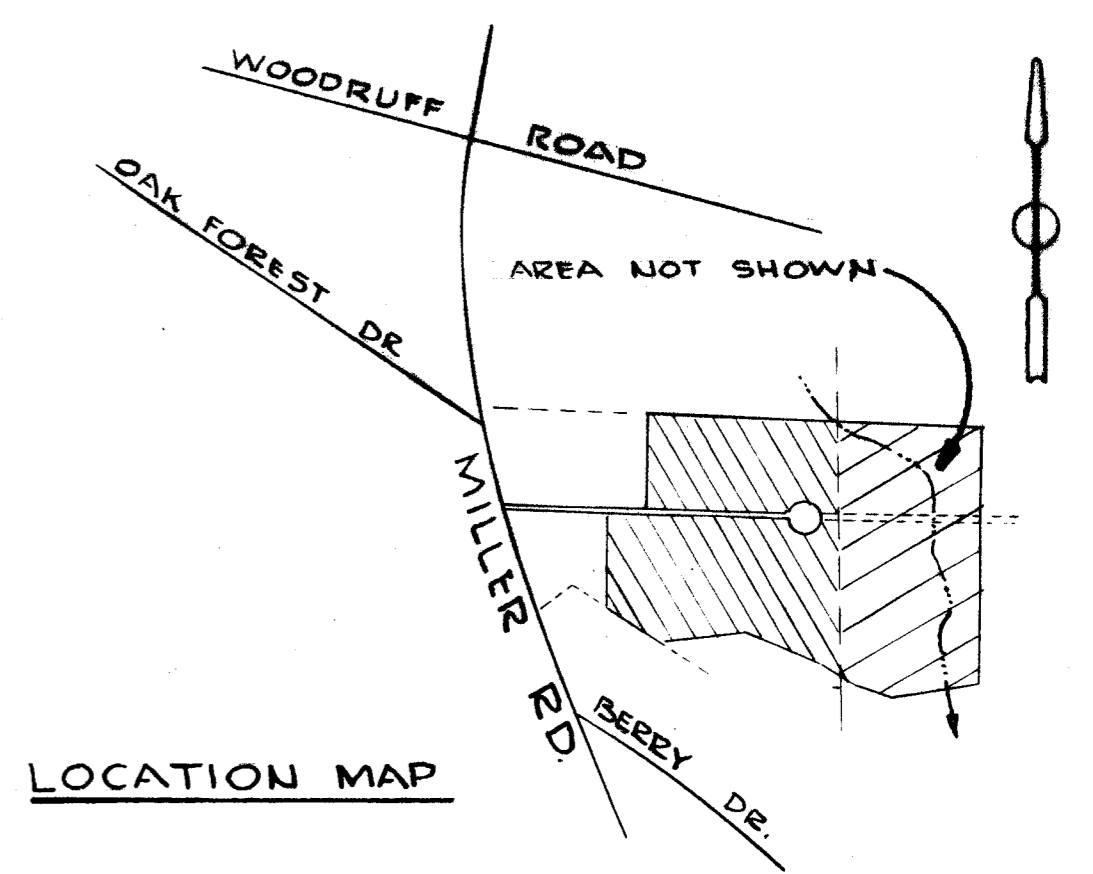 WOODRUFF ROAD
OAK FOREST DR
AREA NOT SHOWN
MILLER RD.
BERRY DR.
LOCATION MAP